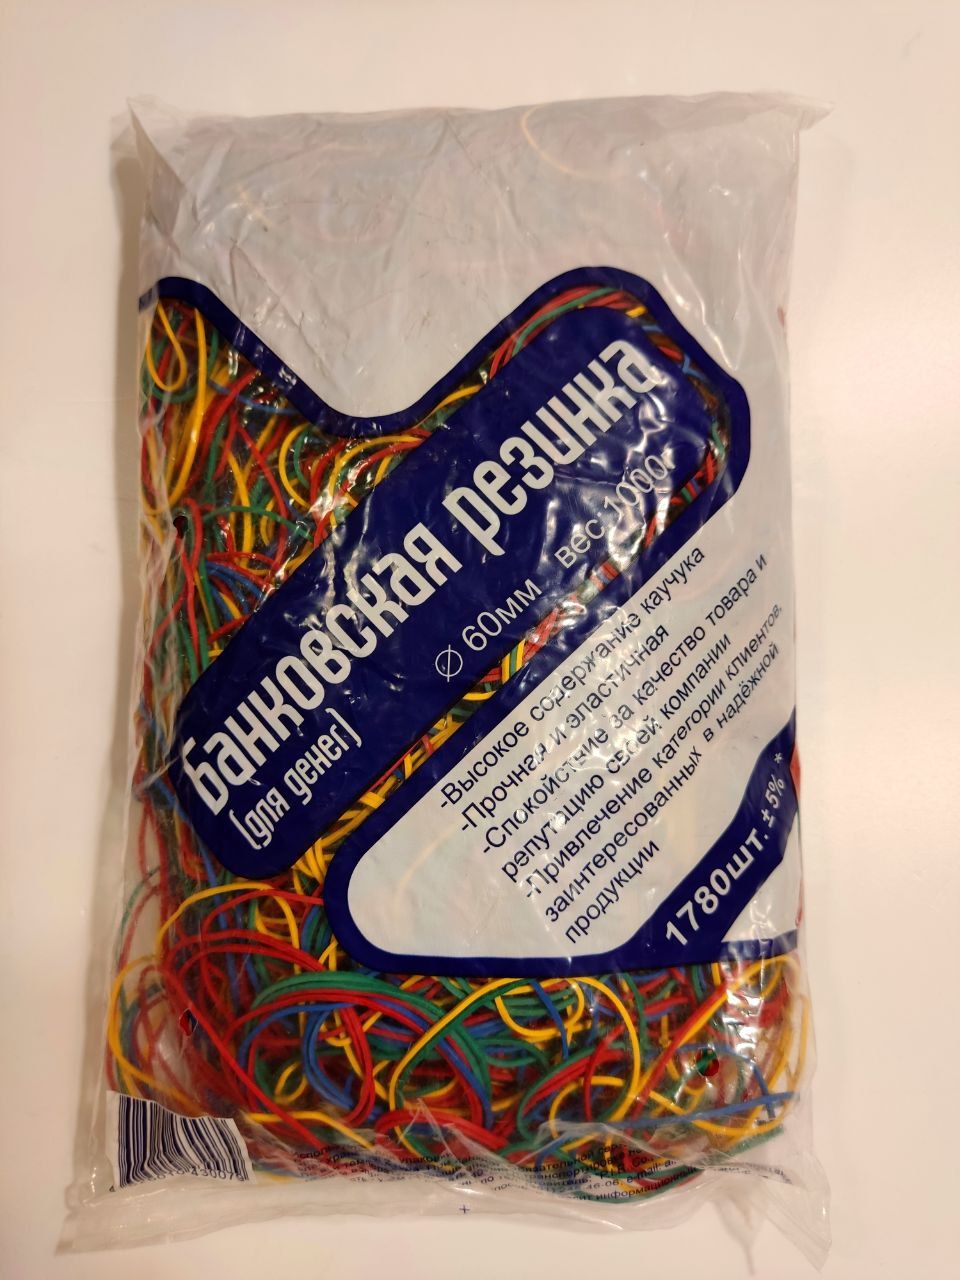 Банковская резинка
(для денег)
∅ 60мм вес 1000г
-Высокое содержание каучука
-Прочная и эластичная
-Спокойствие за качество товара и
репутацию своей компании
-Привлечение категории клиентов,
заинтересованных в надёжной
продукции
1780шт. ±5% *